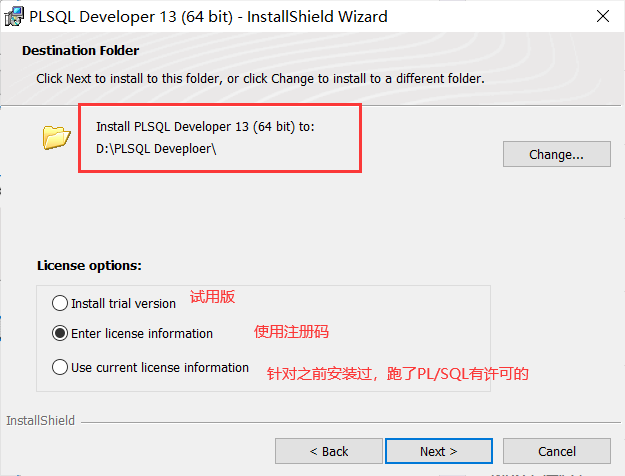 PLSQL Developer 13 (64 bit) - InstallShield Wizard
Destination Folder
Click Next to install to this folder, or click Change to install to a different folder.
Install PLSQL Developer 13 (64 bit) to:
D:\PLSQL Deveploer\
Change...
License options:
Install trial version 试用版
Enter license information 使用注册码
Use current license information 针对之前安装过，跑了PL/SQL有许可的
InstallShield
< Back Next > Cancel